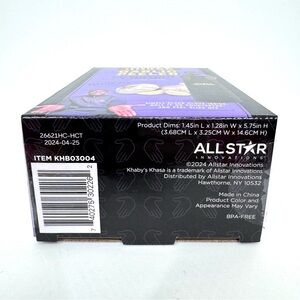 Product Dims: 1.45in L x 1.28in W x 5.75in H
(3.68CM L x 3.25CM W x 14.6CM H)
26621HC-HCT
2024-04-25
ITEM KHB03004
ALLSTAR
INNOVATIONS
©2024 Allstar Innovations
Khaby's Khasa is a trademark of Allstar Innovations
Distributed by Allstar Innovations
Hawthorne, NY 10532
Made in China
Product Color and
Appearance May Vary
BPA-FREE